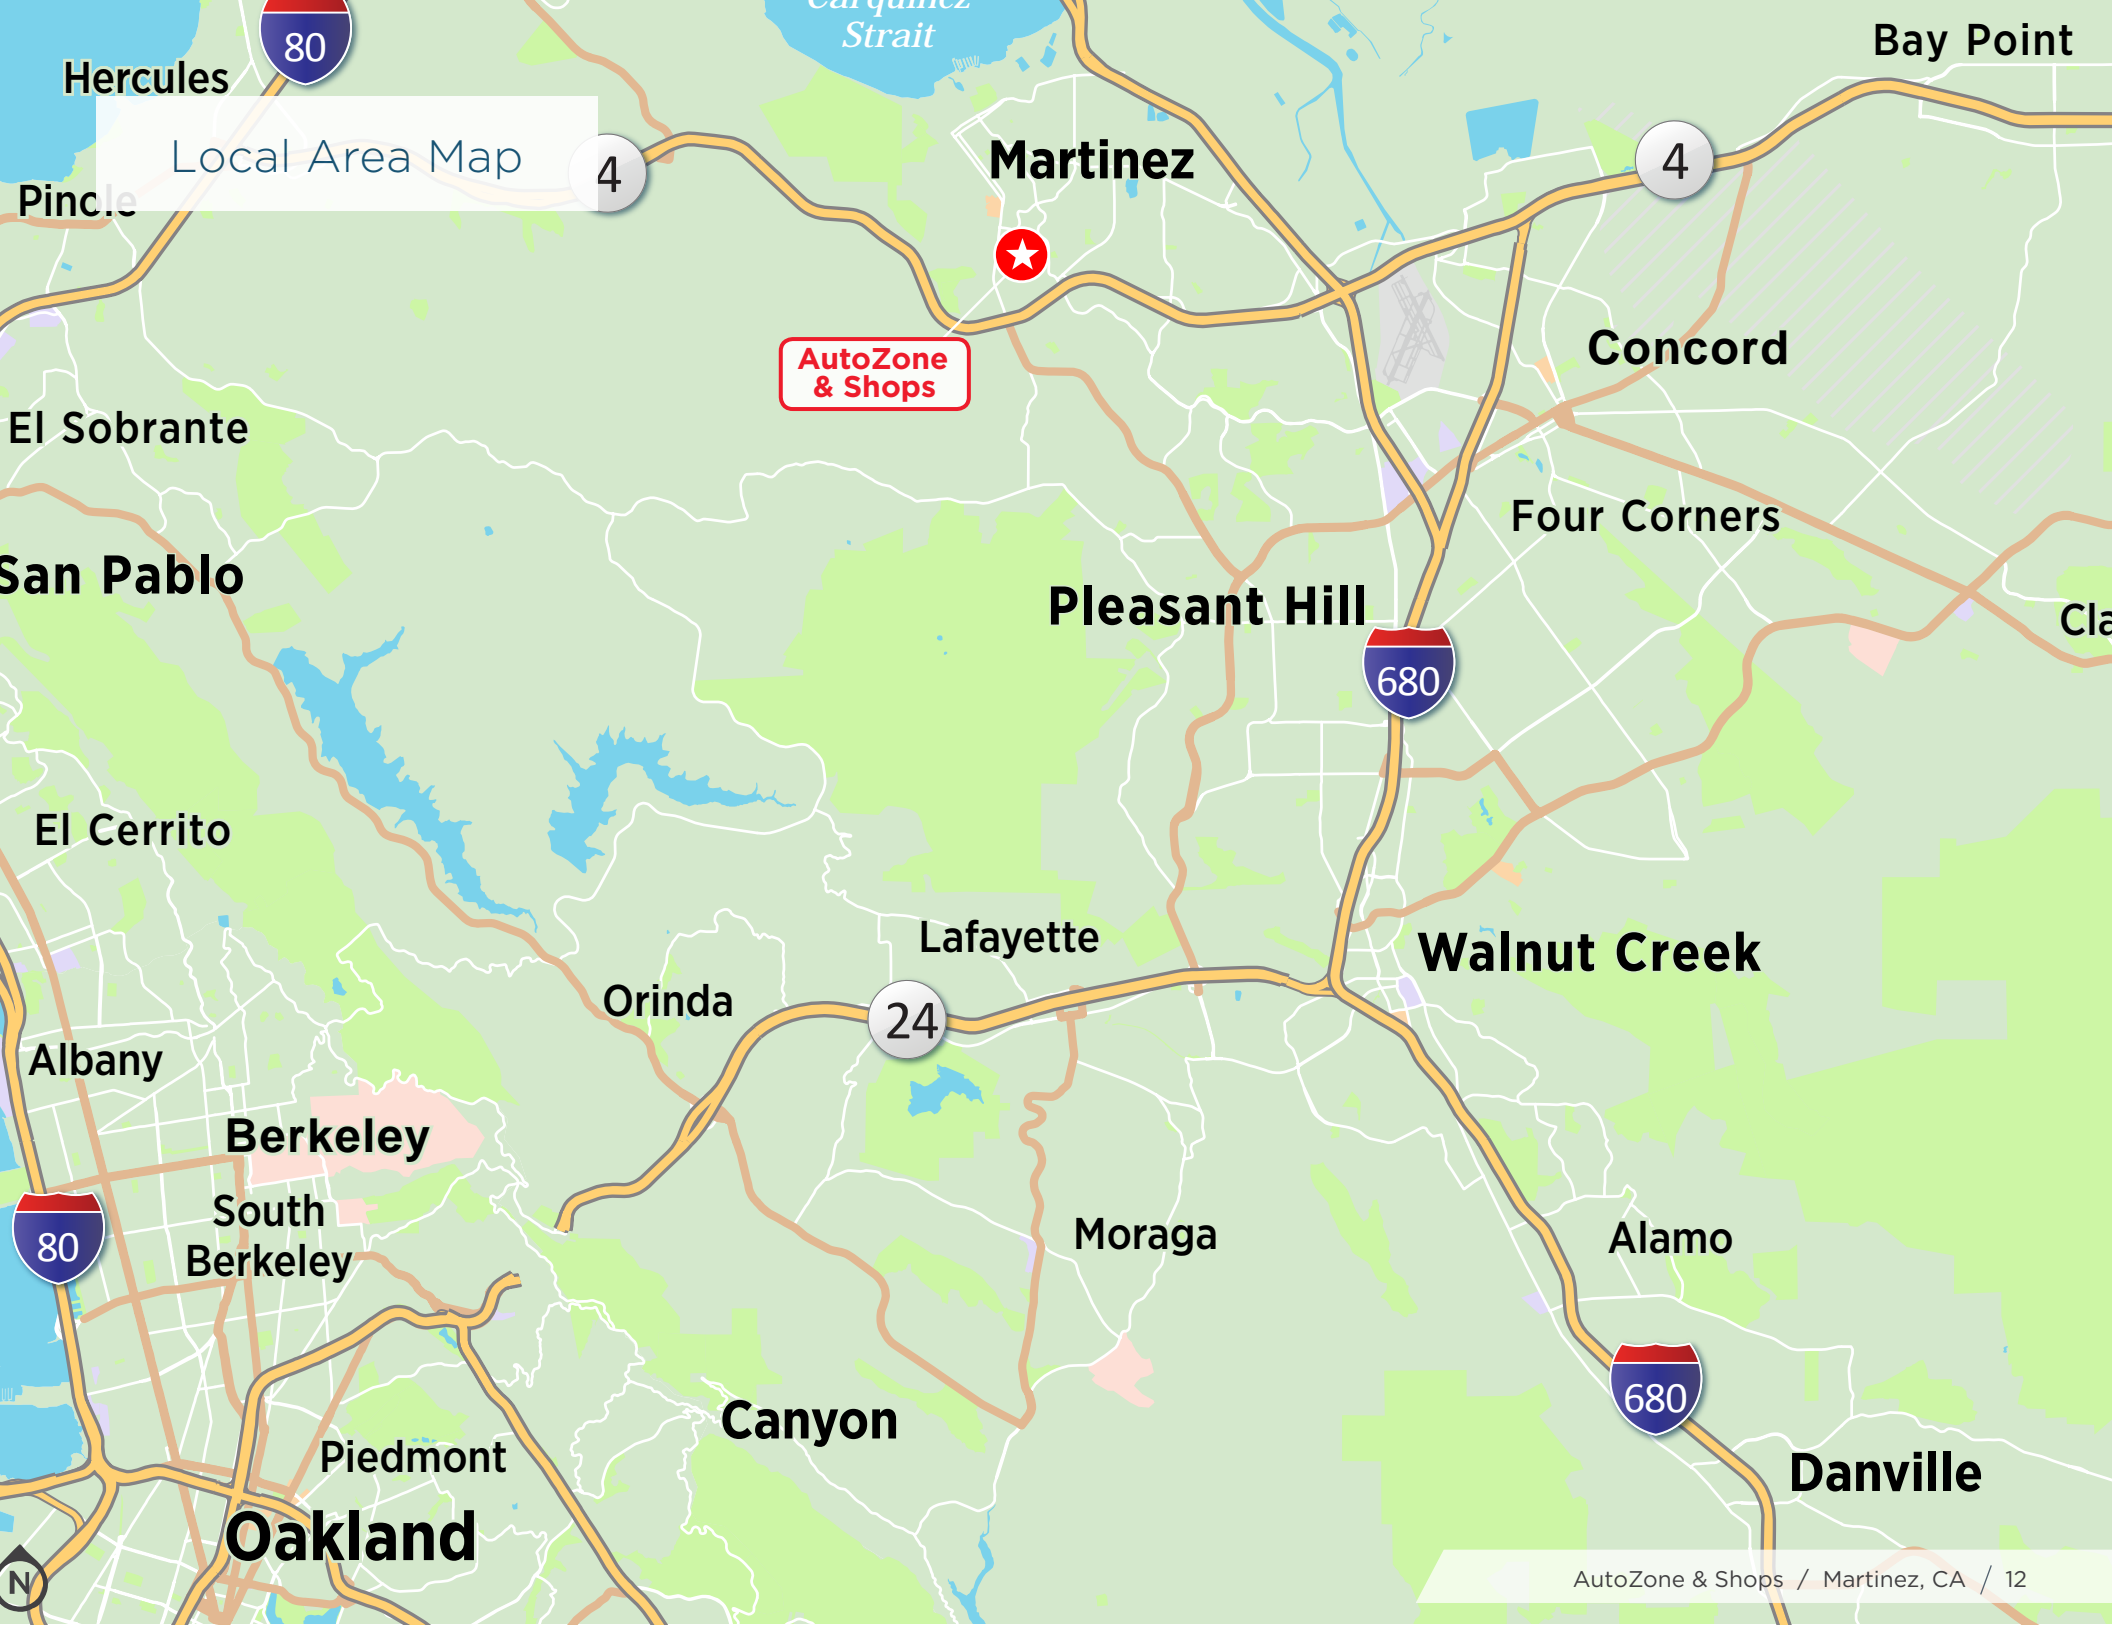 Carquinez
Strait
80
Bay Point
Hercules
Local Area Map
4
Martinez
4
Pinole
Concord
AutoZone
& Shops
El Sobrante
Four Corners
San Pablo
Pleasant Hill
Cla
680
El Cerrito
Lafayette
Walnut Creek
Orinda
24
Albany
Berkeley
South
Berkeley
80
Moraga
Alamo
680
Canyon
Piedmont
Danville
Oakland
N
AutoZone & Shops / Martinez, CA / 12